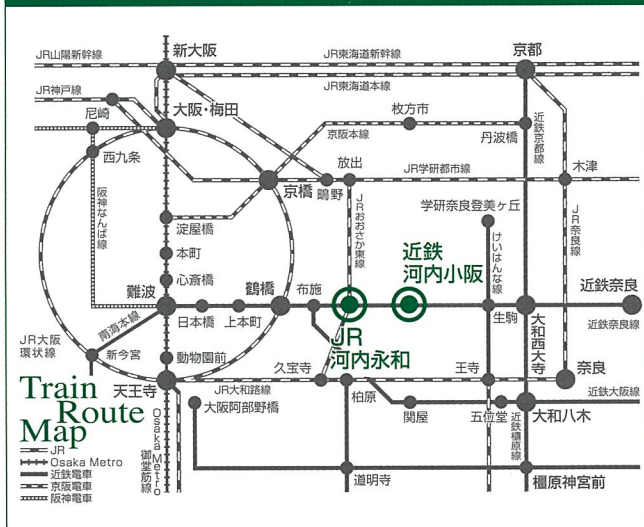 JR山陽新幹線
新大阪
JR東海道新幹線
京都
JR東海道本線
JR神戸線
尼崎
大阪・梅田
枚方市
京阪本線
丹波橋
近鉄京都線
西九条
京橋
鴫野
放出
JR学研都市線
木津
阪神なんば線
淀屋橋
JRおおさか東線
学研奈良登美ヶ丘
けいはんな線
JR奈良線
本町
心斎橋
近鉄
河内小阪
難波
鶴橋
布施
近鉄奈良
日本橋
上本町
生駒
大和西大寺
近鉄奈良線
南海本線
JR大阪
環状線
新今宮
動物園前
JR
河内永和
久宝寺
王寺
奈良
天王寺
JR大和路線
柏原
近鉄大阪線
大阪阿部野橋
関屋
五位堂
大和八木
Train
Route
Map
Osaka Metro
御堂筋線
近鉄橿原線
JR
Osaka Metro
近鉄電車
京阪電車
阪神電車
道明寺
橿原神宮前